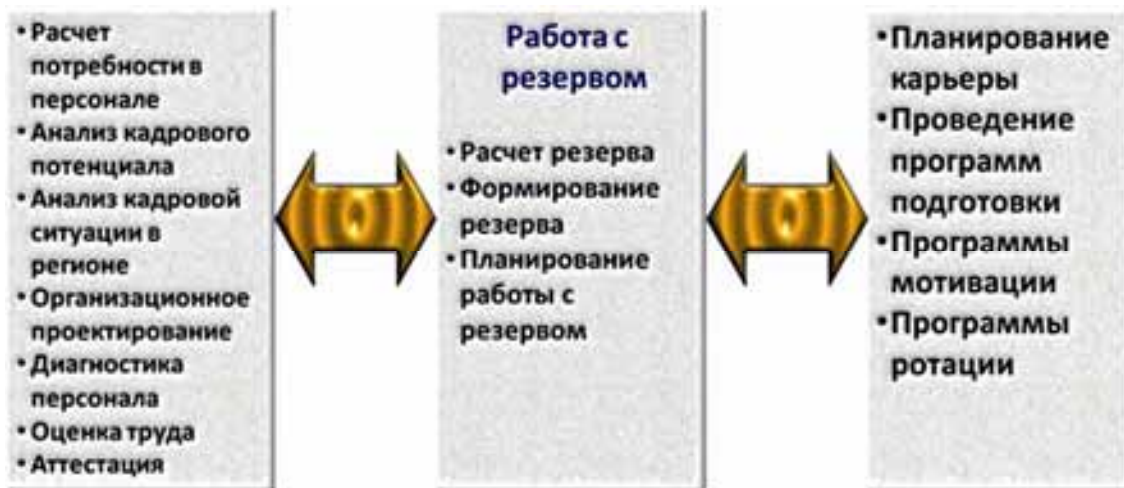 • Расчет
потребности в
персонале
• Анализ кадрового
потенциала
• Анализ кадровой
ситуации в
регионе
• Организационное
проектирование
• Диагностика
персонала
• Оценка труда
• Аттестация
Работа с
резервом
• Расчет резерва
• Формирование
резерва
• Планирование
работы с
резервом
• Планирование
карьеры
• Проведение
программ
подготовки
• Программы
мотивации
• Программы
ротации